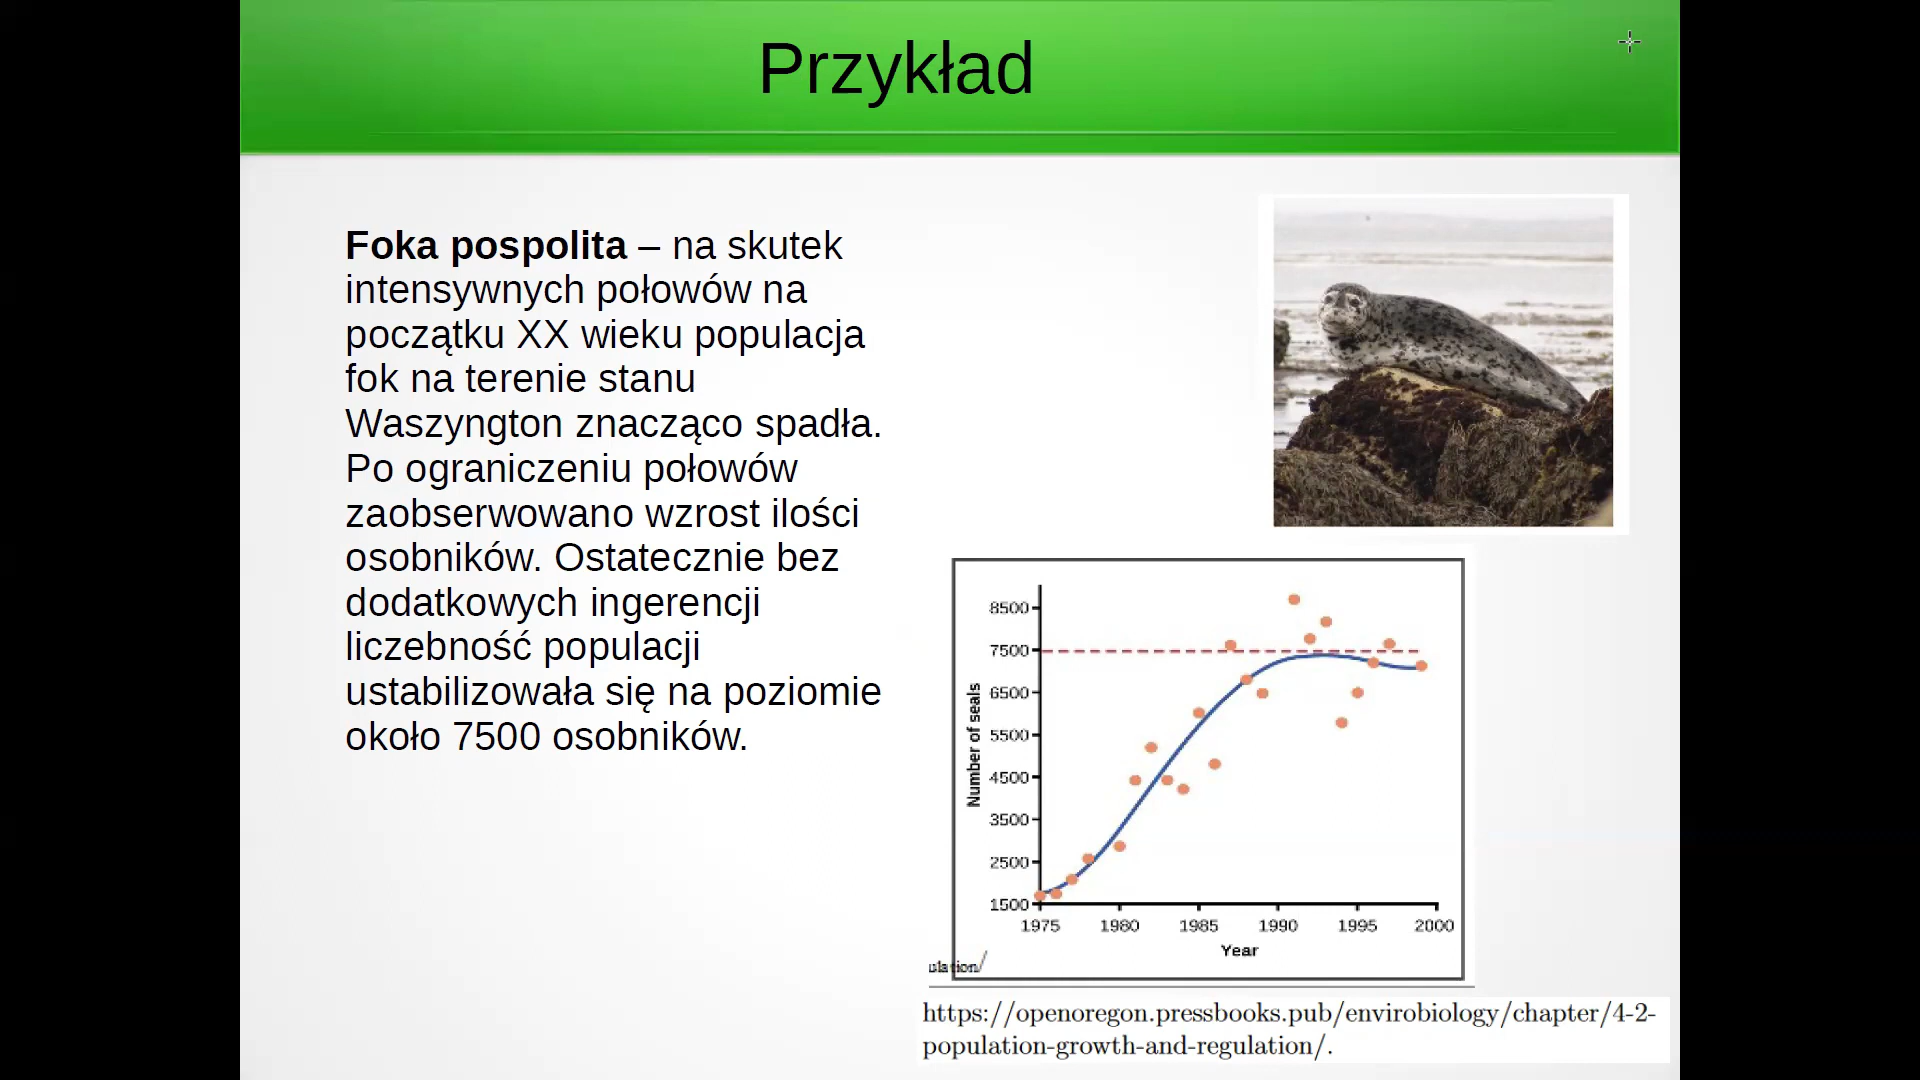 Przykład
Foka pospolita – na skutek
intensywnych połowów na
początku XX wieku populacja
fok na terenie stanu
Waszyngton znacząco spadła.
Po ograniczeniu połowów
zaobserwowano wzrost ilości
osobników. Ostatecznie bez
dodatkowych ingerencji
liczebność populacji
ustabilizowała się na poziomie
około 7500 osobników.
8500
7500
6500
5500
4500
3500
2500
1500
Number of seals
1975 1980 1985 1990 1995 2000
Year
ulation/
https://openoregon.pressbooks.pub/envirobiology/chapter/4-2-
population-growth-and-regulation/.